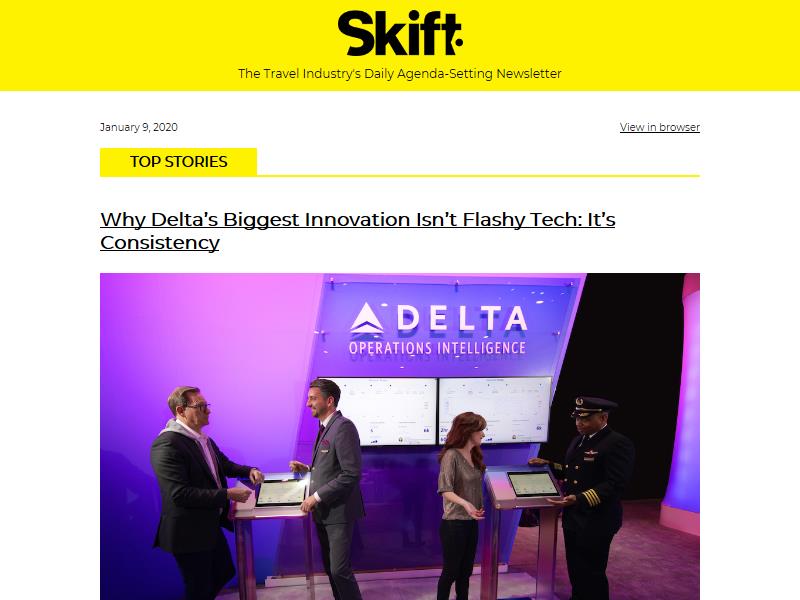 Skift
The Travel Industry's Daily Agenda-Setting Newsletter
January 9, 2020
View in browser
TOP STORIES
Why Delta’s Biggest Innovation Isn’t Flashy Tech: It’s
Consistency
DELTA
OPERATIONS INTELLIGENCE